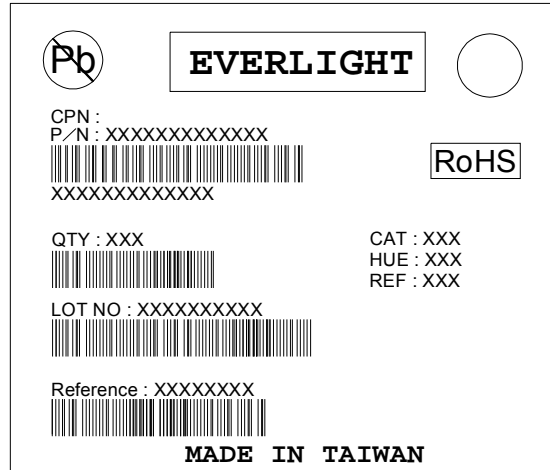 Pb
EVERLIGHT
CPN :
P/N : XXXXXXXXXXXXX
RoHS
XXXXXXXXXXXXX
QTY : XXX
CAT : XXX
HUE : XXX
REF : XXX
LOT NO : XXXXXXXXXX
Reference : XXXXXXXX
MADE IN TAIWAN